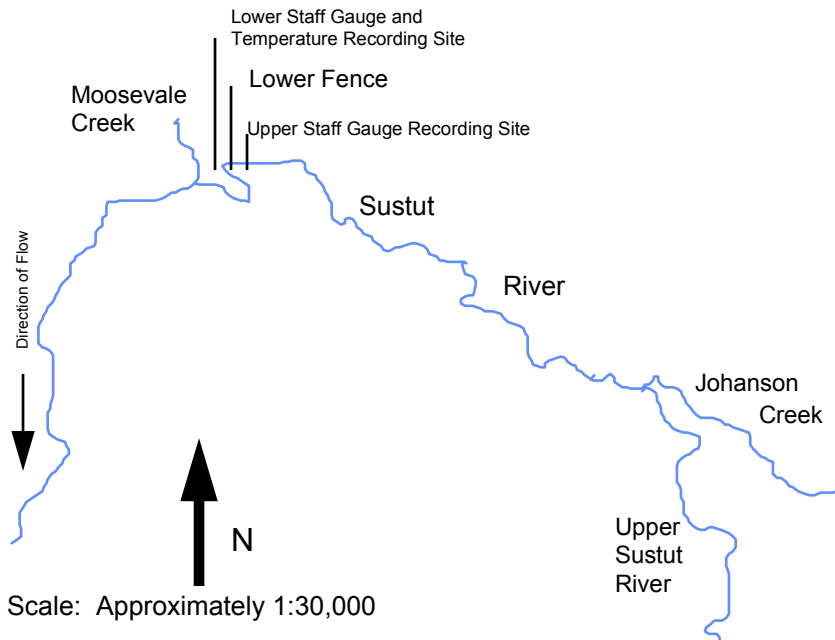 Lower Staff Gauge and
Temperature Recording Site
Lower Fence
Moosevale
Creek
Upper Staff Gauge Recording Site
Sustut
River
Direction of Flow
Johanson
Creek
Upper
Sustut
River
N
Scale: Approximately 1:30,000